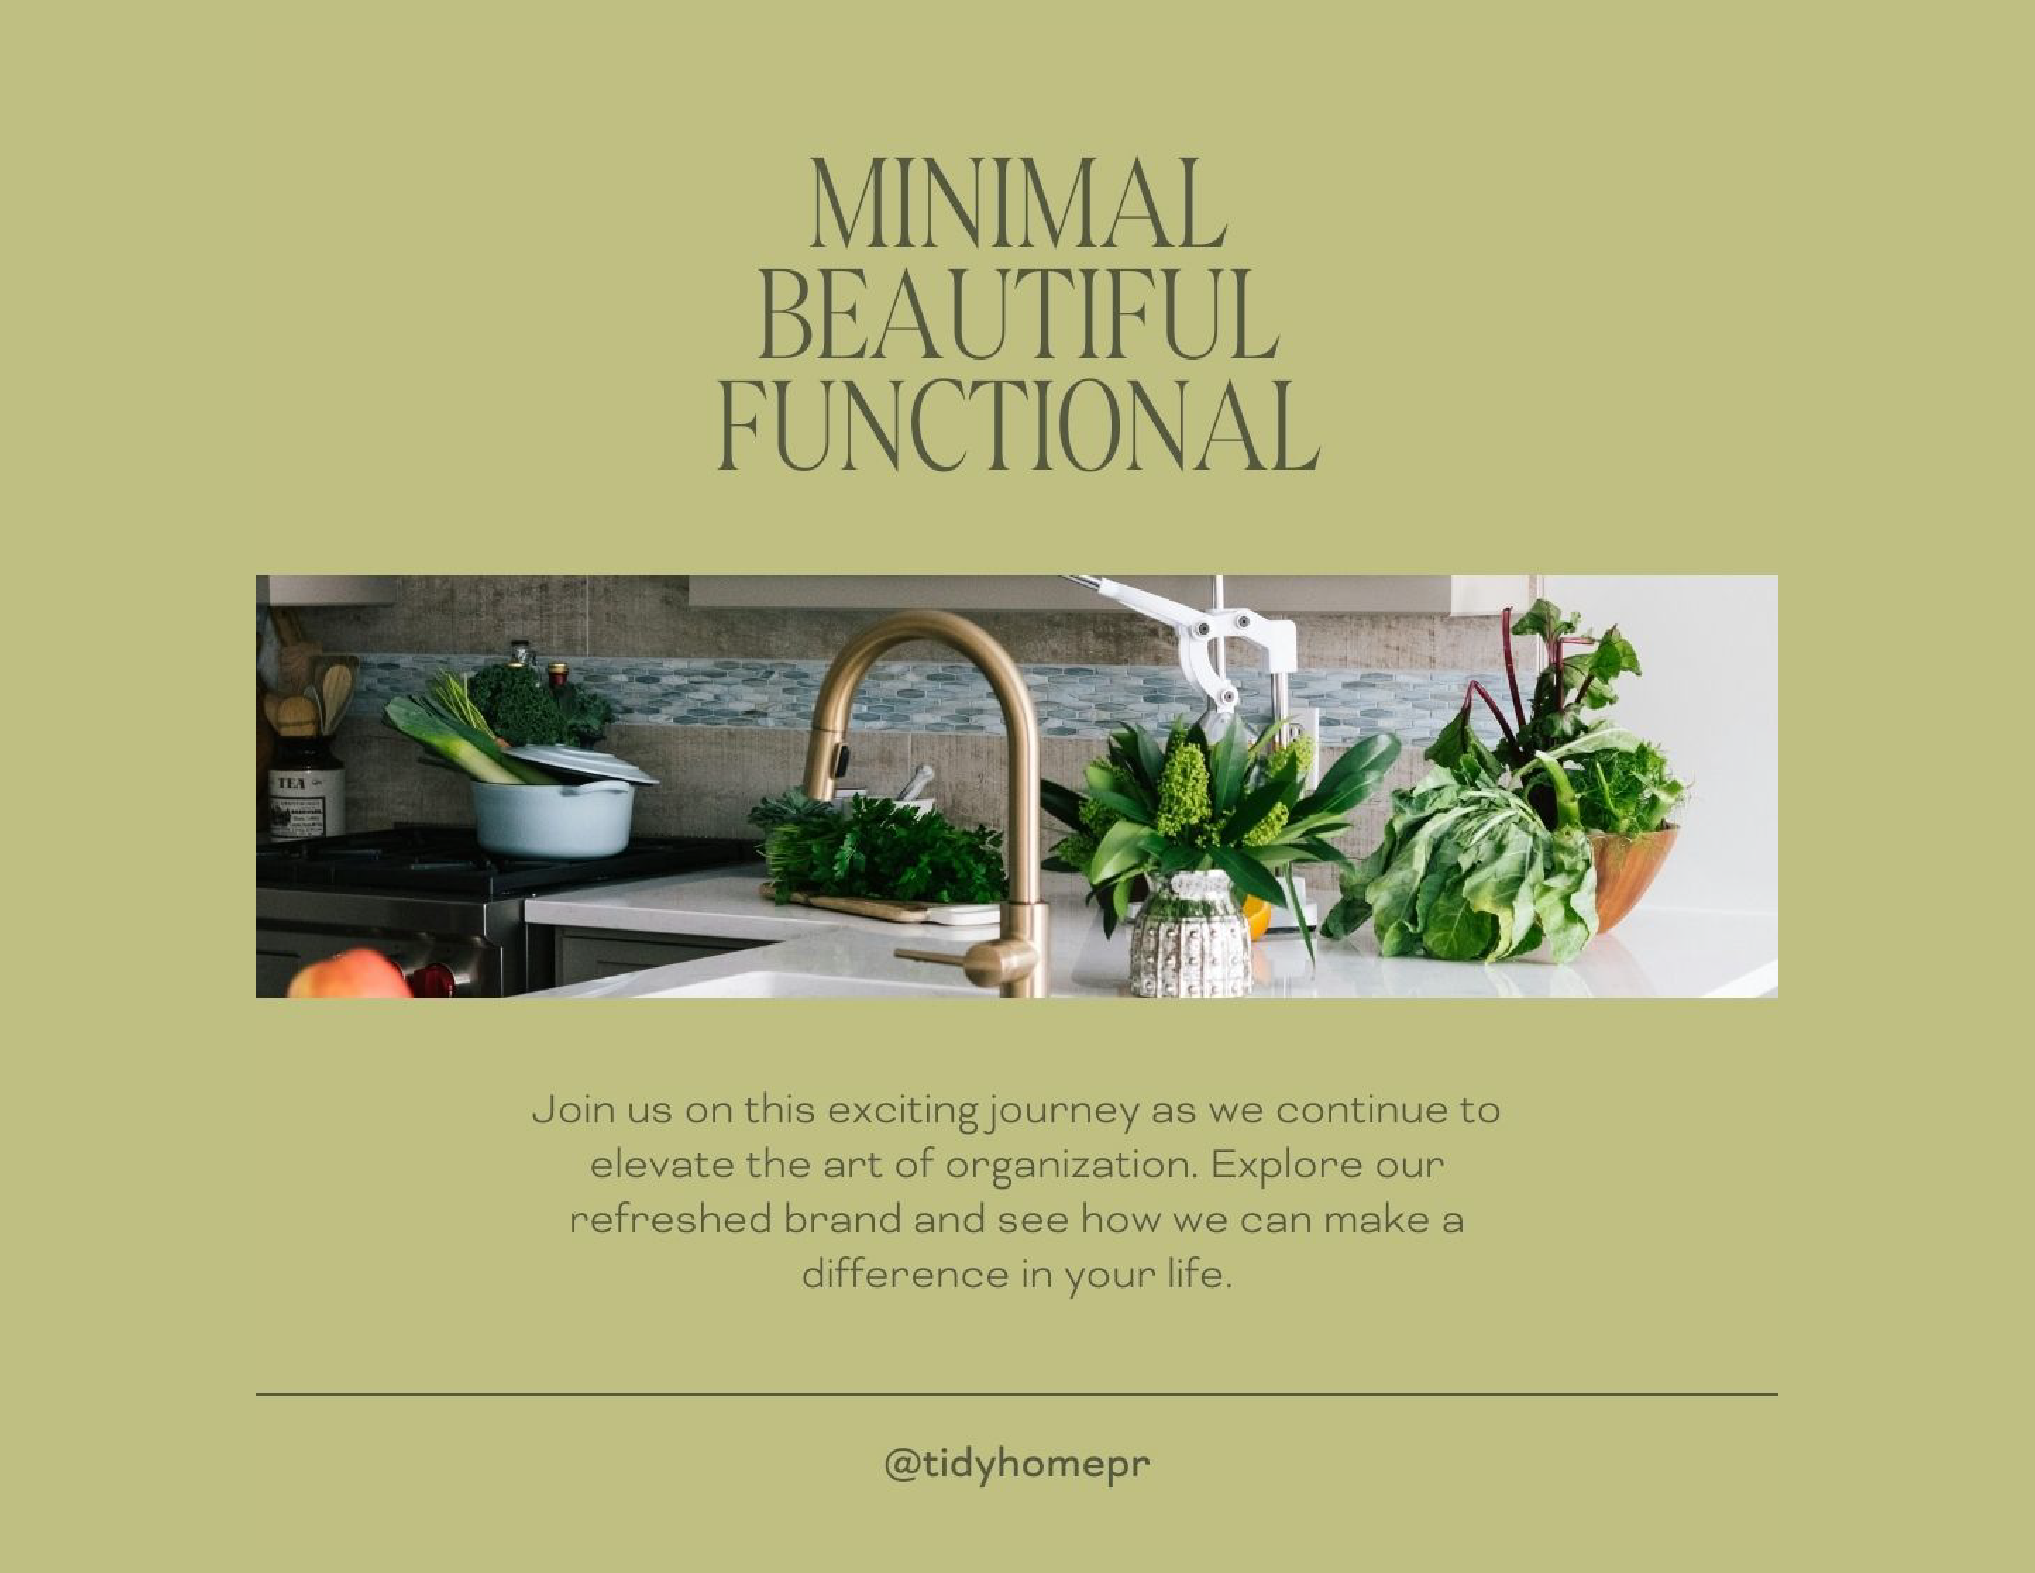 MINIMAL
BEAUTIFUL
FUNCTIONAL
TEA
Join us on this exciting journey as we continue to
elevate the art of organization. Explore our
refreshed brand and see how we can make a
difference in your life.
@tidyhomepr